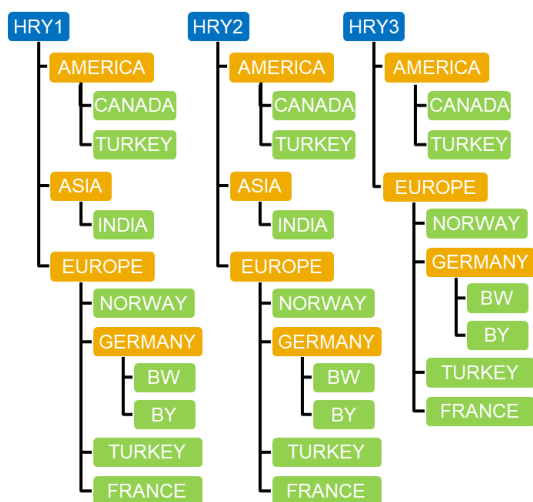 HRY1
AMERICA
CANADA
TURKEY
ASIA
INDIA
EUROPE
NORWAY
GERMANY
BW
BY
TURKEY
FRANCE
HRY2
AMERICA
CANADA
TURKEY
ASIA
INDIA
EUROPE
NORWAY
GERMANY
BW
BY
TURKEY
FRANCE
HRY3
AMERICA
CANADA
TURKEY
EUROPE
NORWAY
GERMANY
BW
BY
TURKEY
FRANCE